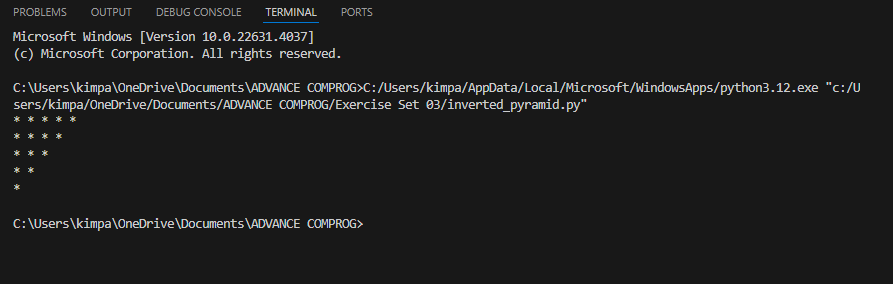 PROBLEMS OUTPUT DEBUG CONSOLE TERMINAL PORTS
Microsoft Windows [Version 10.0.22631.4037]
(c) Microsoft Corporation. All rights reserved.
C:\Users\kimpa\OneDrive\Documents\ADVANCE COMPROG>C:/Users/kimpa/AppData/Local/Microsoft/WindowsApps/python3.12.exe "c:/U
sers/kimpa/OneDrive/Documents/ADVANCE COMPROG/Exercise Set 03/inverted_pyramid.py"
* * * * *
* * * *
* * *
* *
*
C:\Users\kimpa\OneDrive\Documents\ADVANCE COMPROG>